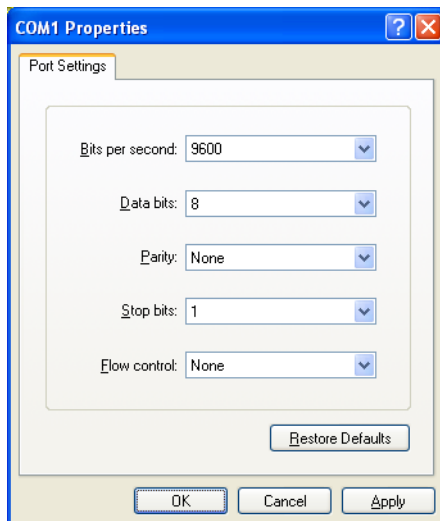 COM1 Properties
Port Settings
Bits per second: 9600
Data bits: 8
Parity: None
Stop bits: 1
Flow control: None
Restore Defaults
OK Cancel Apply